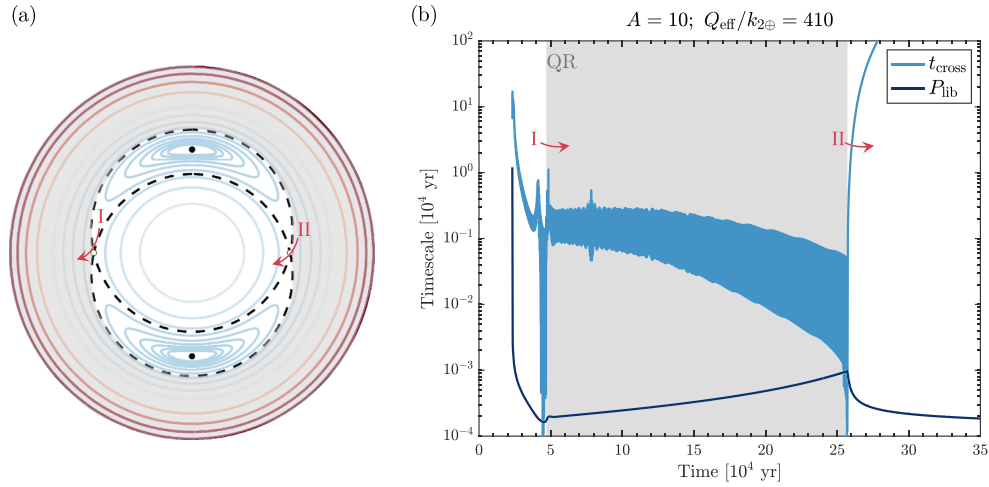 (a)
I
II
(b)
A = 10; Q_eff/k_2⊕ = 410
Timescale [10^4 yr]
10^2
10^1
10^0
10^-1
10^-2
10^-3
10^-4
QR
I
II
t_cross
P_lib
0
5
10
15
20
25
30
35
Time [10^4 yr]